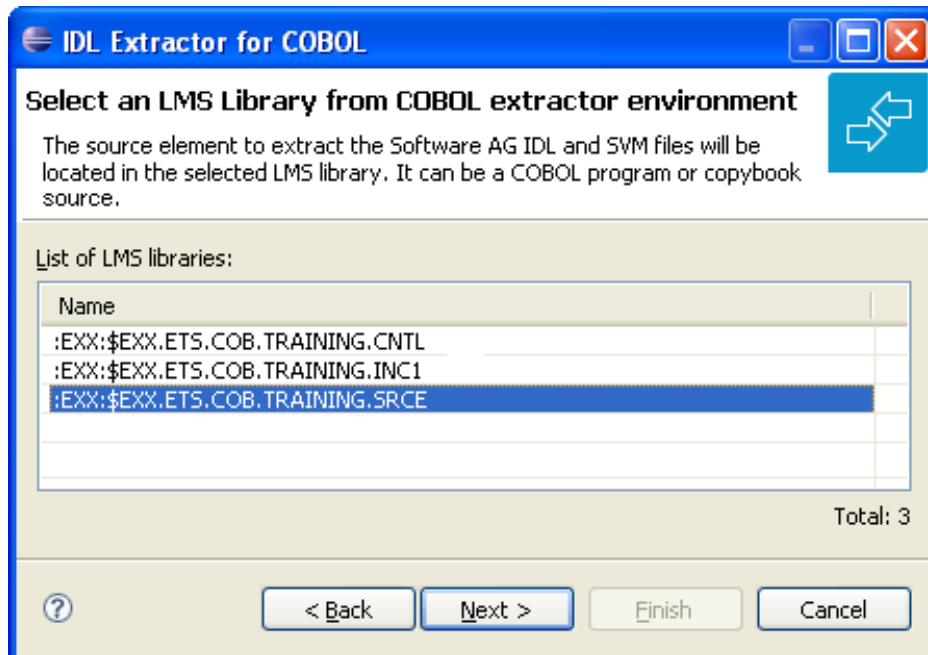 IDL Extractor for COBOL
Select an LMS Library from COBOL extractor environment
The source element to extract the Software AG IDL and SVM files will be
located in the selected LMS library. It can be a COBOL program or copybook
source.
List of LMS libraries:
Name
:EXX:$EXX.ETS.COB.TRAINING.CNTL
:EXX:$EXX.ETS.COB.TRAINING.INC1
:EXX:$EXX.ETS.COB.TRAINING.SRCE
Total: 3
? < Back Next > Finish Cancel